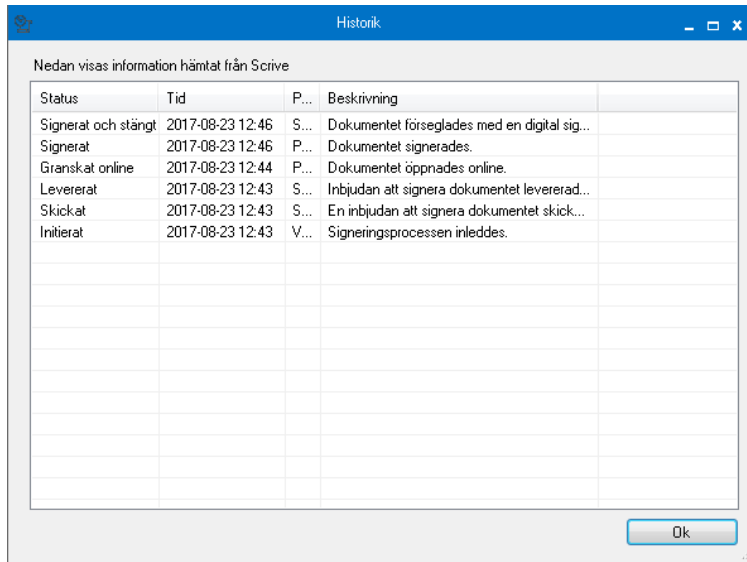 Historik
Nedan visas information hämtat från Scrive
Status Tid P... Beskrivning
Signerat och stängt 2017-08-23 12:46 S... Dokumentet förseglades med en digital sig...
Signerat 2017-08-23 12:46 P... Dokumentet signerades.
Granskat online 2017-08-23 12:44 P... Dokumentet öppnades online.
Levererat 2017-08-23 12:43 S... Inbjudan att signera dokumentet levererad...
Skickat 2017-08-23 12:43 S... En inbjudan att signera dokumentet skick...
Initierat 2017-08-23 12:43 V... Signeringsprocessen inleddes.
Ok